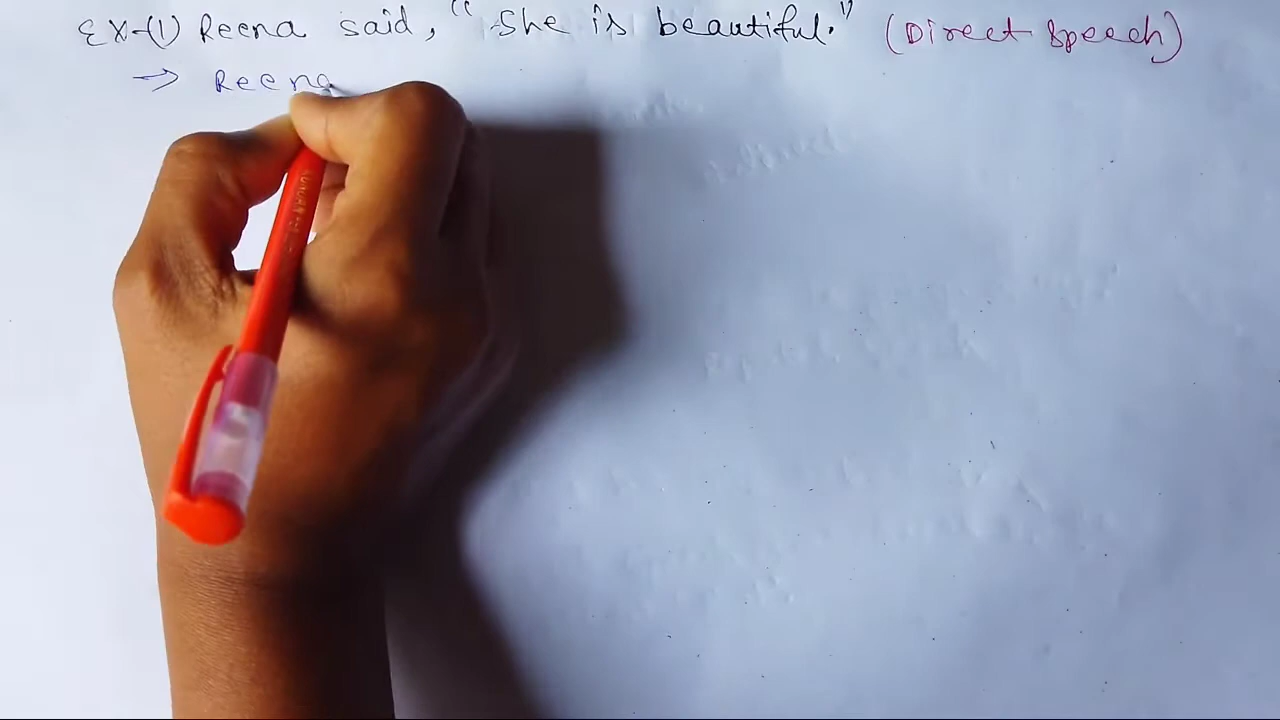 Ex-(1) Reena said, "She is beautiful." (Direct Speech)
→ Reena